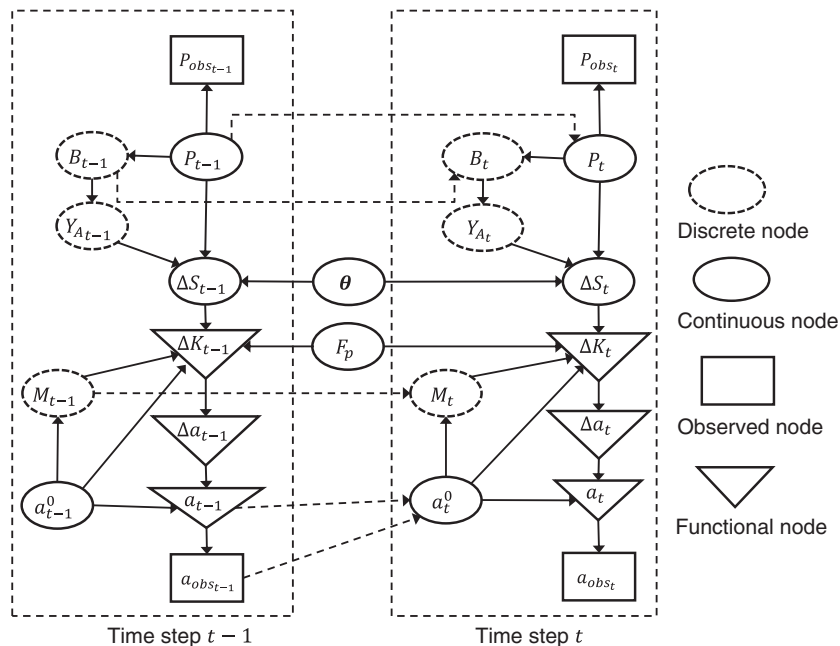 P_{obs_{t-1}}
P_{obs_t}
B_{t-1}
P_{t-1}
B_t
P_t
Y_{A_{t-1}}
Y_{A_t}
Discrete node
ΔS_{t-1}
θ
ΔS_t
Continuous node
ΔK_{t-1}
F_p
ΔK_t
M_{t-1}
M_t
Δa_{t-1}
Δa_t
Observed node
a^0_{t-1}
a_{t-1}
a^0_t
a_t
Functional node
a_{obs_{t-1}}
a_{obs_t}
Time step t − 1
Time step t